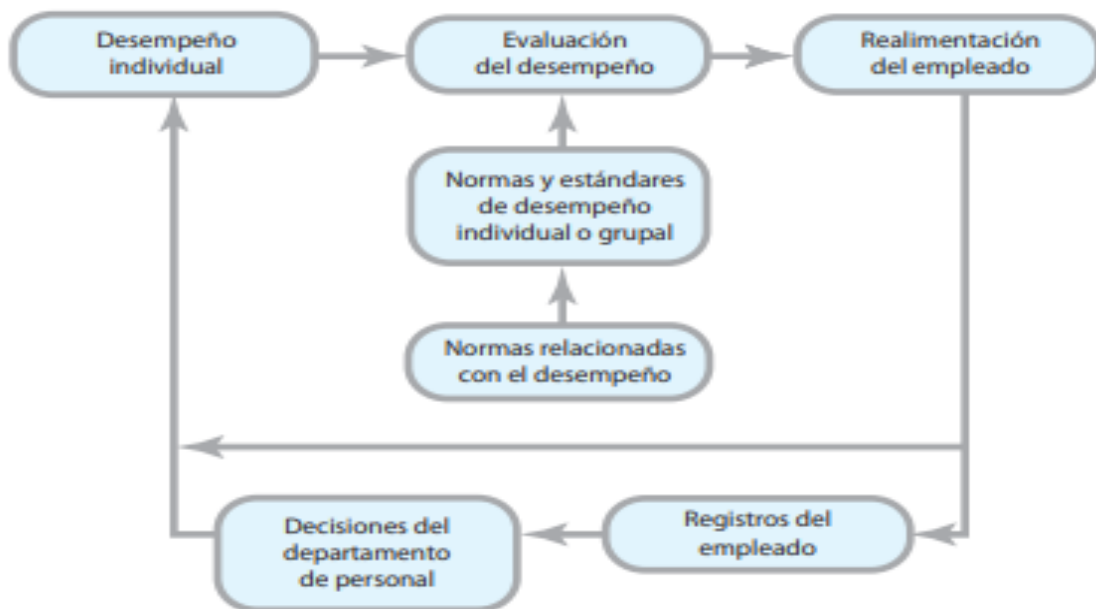 Desempeño
individual
Evaluación
del desempeño
Realimentación
del empleado
Normas y estándares
de desempeño
individual o grupal
Normas relacionadas
con el desempeño
Decisiones del
departamento
de personal
Registros del
empleado